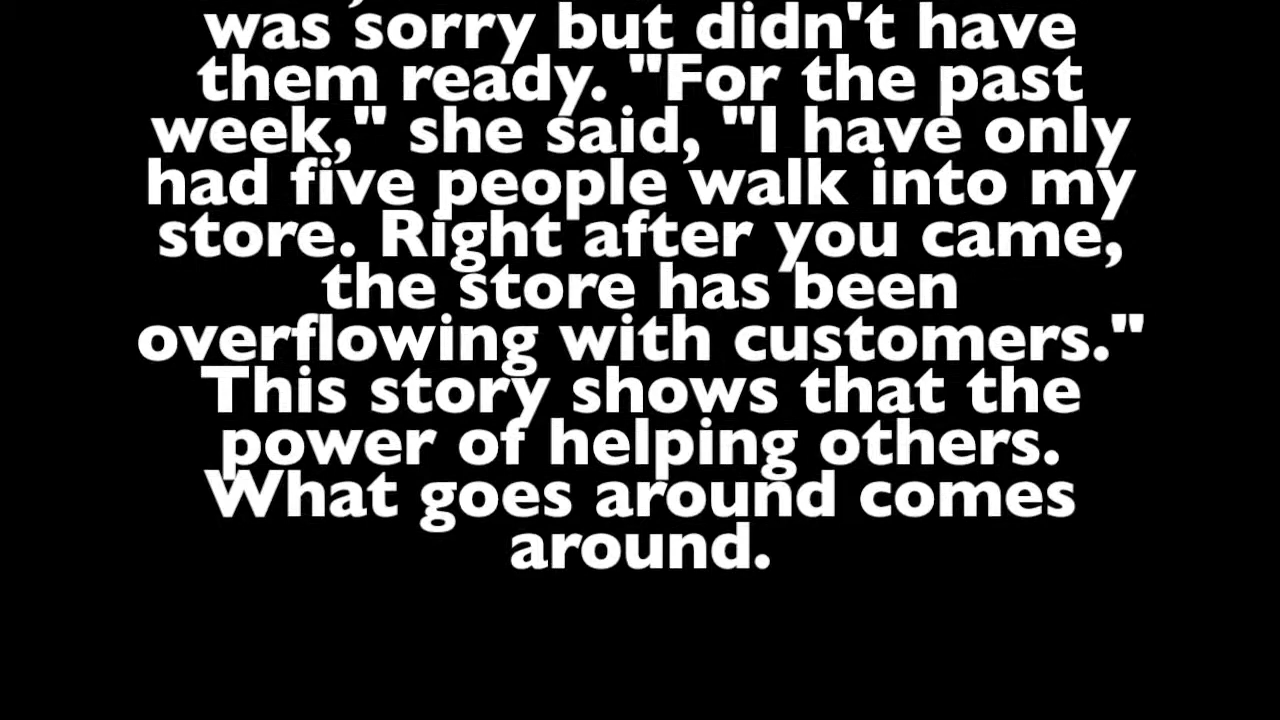 was sorry but didn't have
them ready. "For the past
week," she said, "I have only
had five people walk into my
store. Right after you came,
the store has been
overflowing with customers."
This story shows that the
power of helping others.
What goes around comes
around.